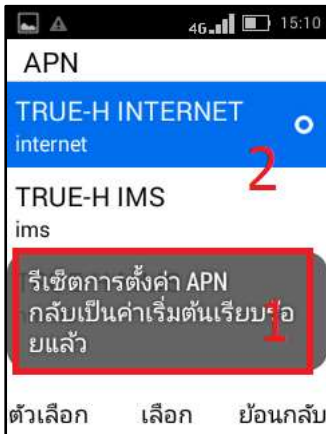 4G 15:10
APN
TRUE-H INTERNET
internet
2
TRUE-H IMS
ims
รีเซ็ตการตั้งค่า APN
กลับเป็นค่าเริ่มต้นเรียบร้อ
ยแล้ว
1
ตัวเลือก เลือก ย้อนกลับ